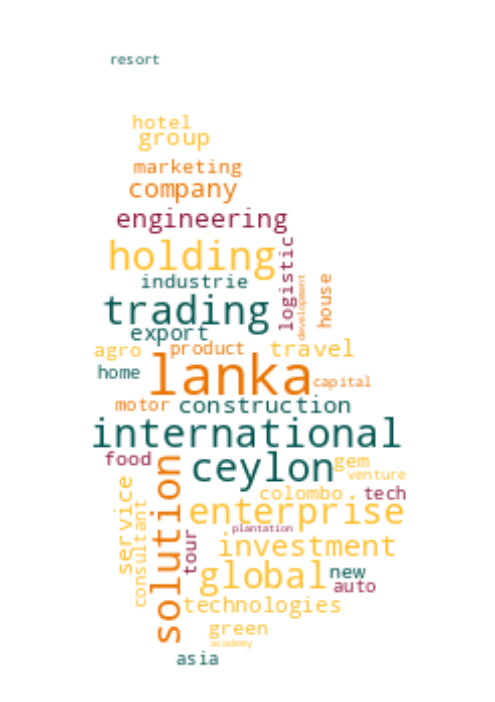 resort
hotel
group
marketing
company
engineering
holding
logistic
industrie
development
house
trading
export
agro
product
travel
home
lanka
capital
motor
construction
international
food
solution
ceylon
gem
venture
service
consultant
colombo
tech
enterprise
plantation
tour
investment
global
new
auto
technologies
green
academy
asia